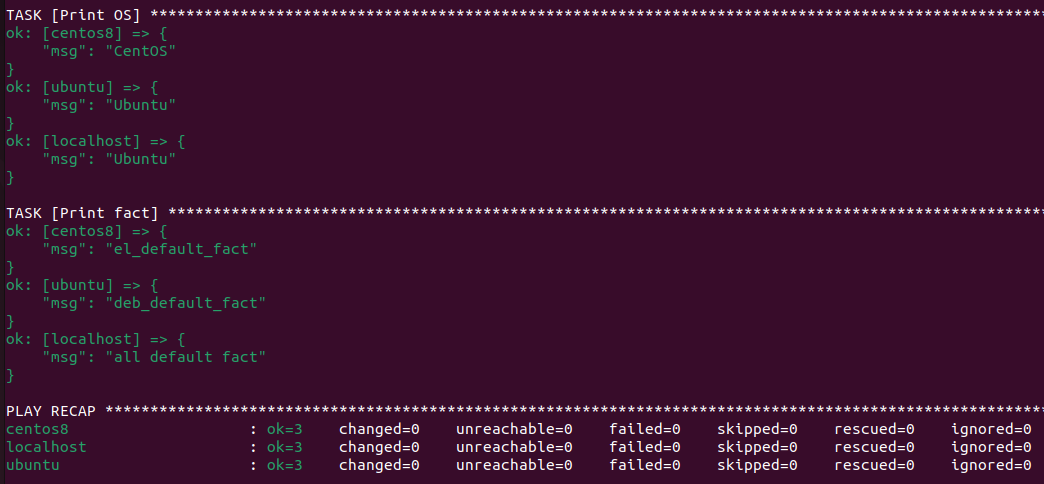 TASK [Print OS] ****************************************************************************************************
ok: [centos8] => {
    "msg": "CentOS"
}
ok: [ubuntu] => {
    "msg": "Ubuntu"
}
ok: [localhost] => {
    "msg": "Ubuntu"
}
TASK [Print fact] **************************************************************************************************
ok: [centos8] => {
    "msg": "el_default_fact"
}
ok: [ubuntu] => {
    "msg": "deb_default_fact"
}
ok: [localhost] => {
    "msg": "all default fact"
}
PLAY RECAP *********************************************************************************************************
centos8                    : ok=3    changed=0    unreachable=0    failed=0    skipped=0    rescued=0    ignored=0
localhost                  : ok=3    changed=0    unreachable=0    failed=0    skipped=0    rescued=0    ignored=0
ubuntu                     : ok=3    changed=0    unreachable=0    failed=0    skipped=0    rescued=0    ignored=0